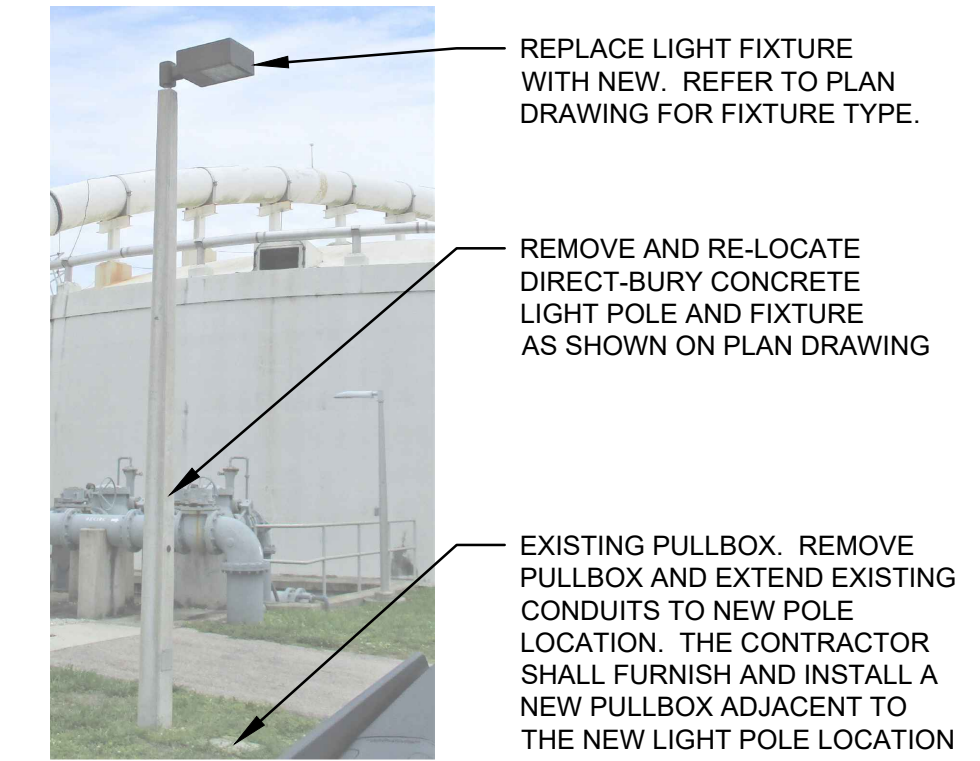 REPLACE LIGHT FIXTURE
WITH NEW.  REFER TO PLAN
DRAWING FOR FIXTURE TYPE.
REMOVE AND RE-LOCATE
DIRECT-BURY CONCRETE
LIGHT POLE AND FIXTURE
AS SHOWN ON PLAN DRAWING
EXISTING PULLBOX.  REMOVE
PULLBOX AND EXTEND EXISTING
CONDUITS TO NEW POLE
LOCATION.  THE CONTRACTOR
SHALL FURNISH AND INSTALL A
NEW PULLBOX ADJACENT TO
THE NEW LIGHT POLE LOCATION